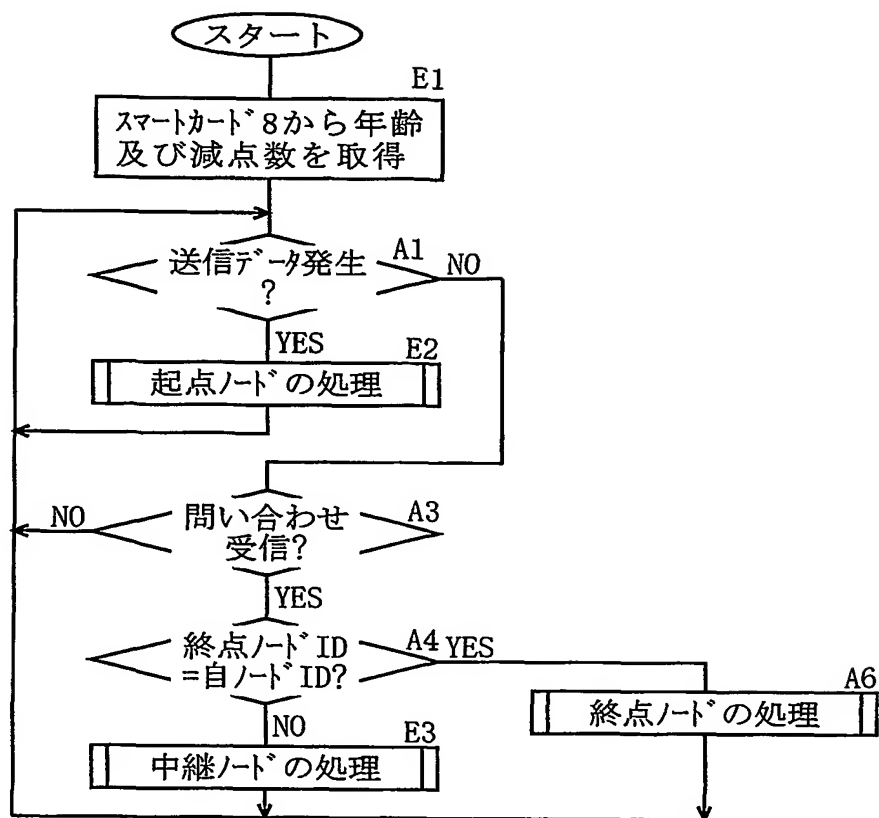 スタート
E1
スマートカード8から年齢
及び減点数を取得
送信データ発生
?
A1
NO
YES
E2
起点ノードの処理
問い合わせ
受信?
A3
NO
YES
終点ノードID
=自ノードID?
A4
YES
NO
A6
終点ノードの処理
E3
中継ノードの処理